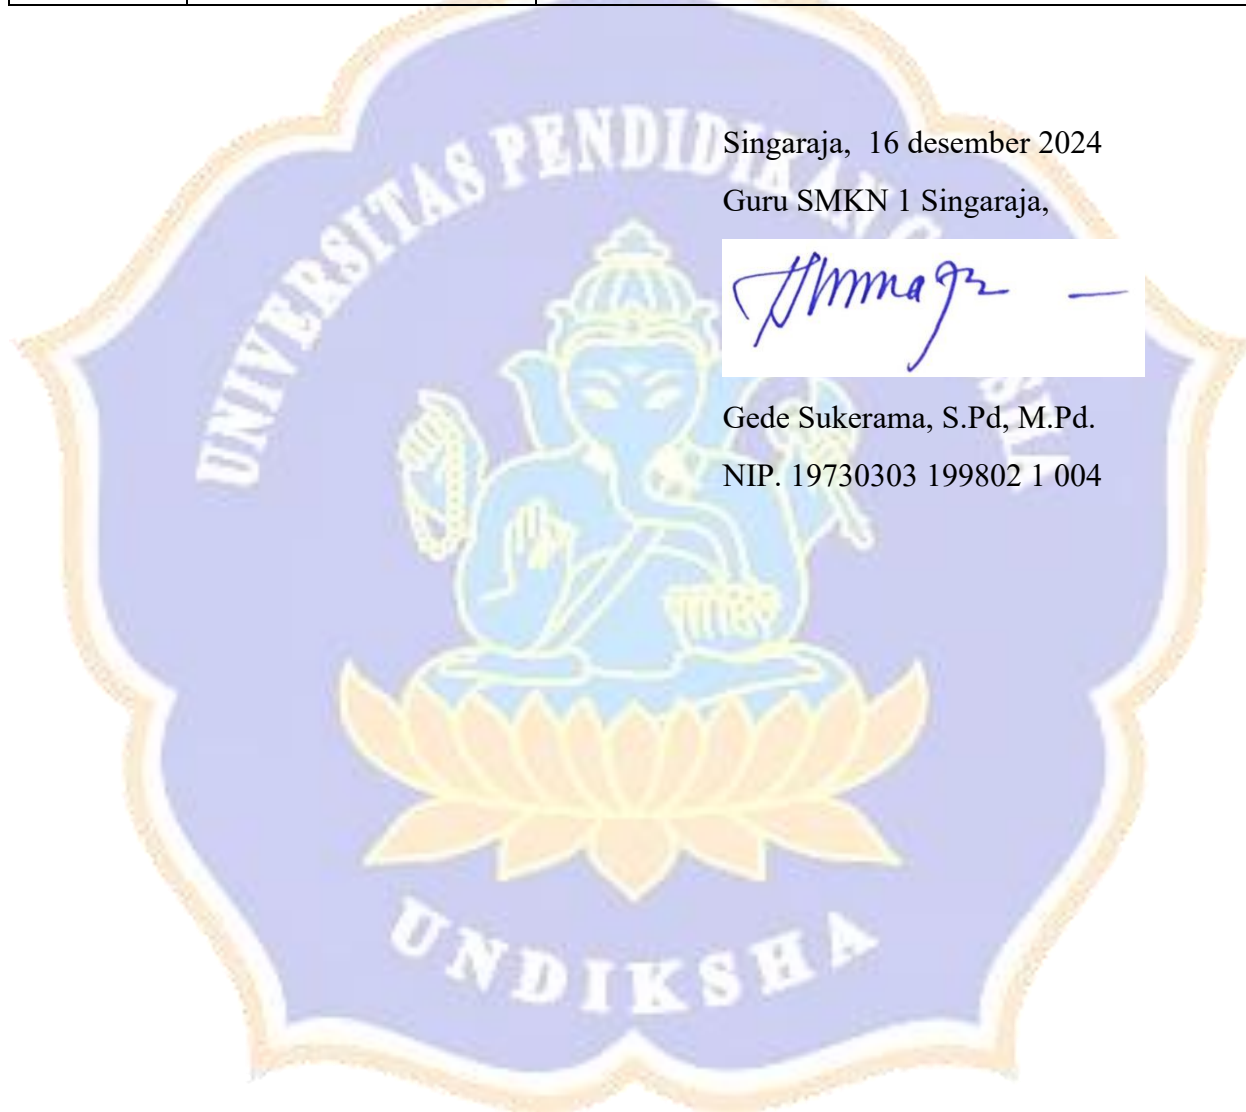 Singaraja,  16 desember 2024
Guru SMKN 1 Singaraja,
Gede Sukerama, S.Pd, M.Pd.
NIP. 19730303 199802 1 004
UNIVERSITAS PENDIDIKAN
UNDIKSHA